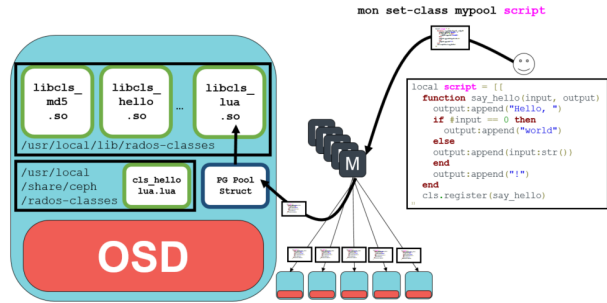 mon set-class mypool script
libcls_
md5
.so
libcls_
hello
.so
…
libcls_
lua
.so
/usr/local/lib/rados-classes
/usr/local
/share/ceph
/rados-classes
cls_hello
lua.lua
PG Pool
Struct
OSD
M
local script = [[
function say_hello(input, output)
output:append("Hello, ")
if #input == 0 then
output:append("world")
else
output:append(input:str())
end
output:append("!")
end
cls.register(say_hello)